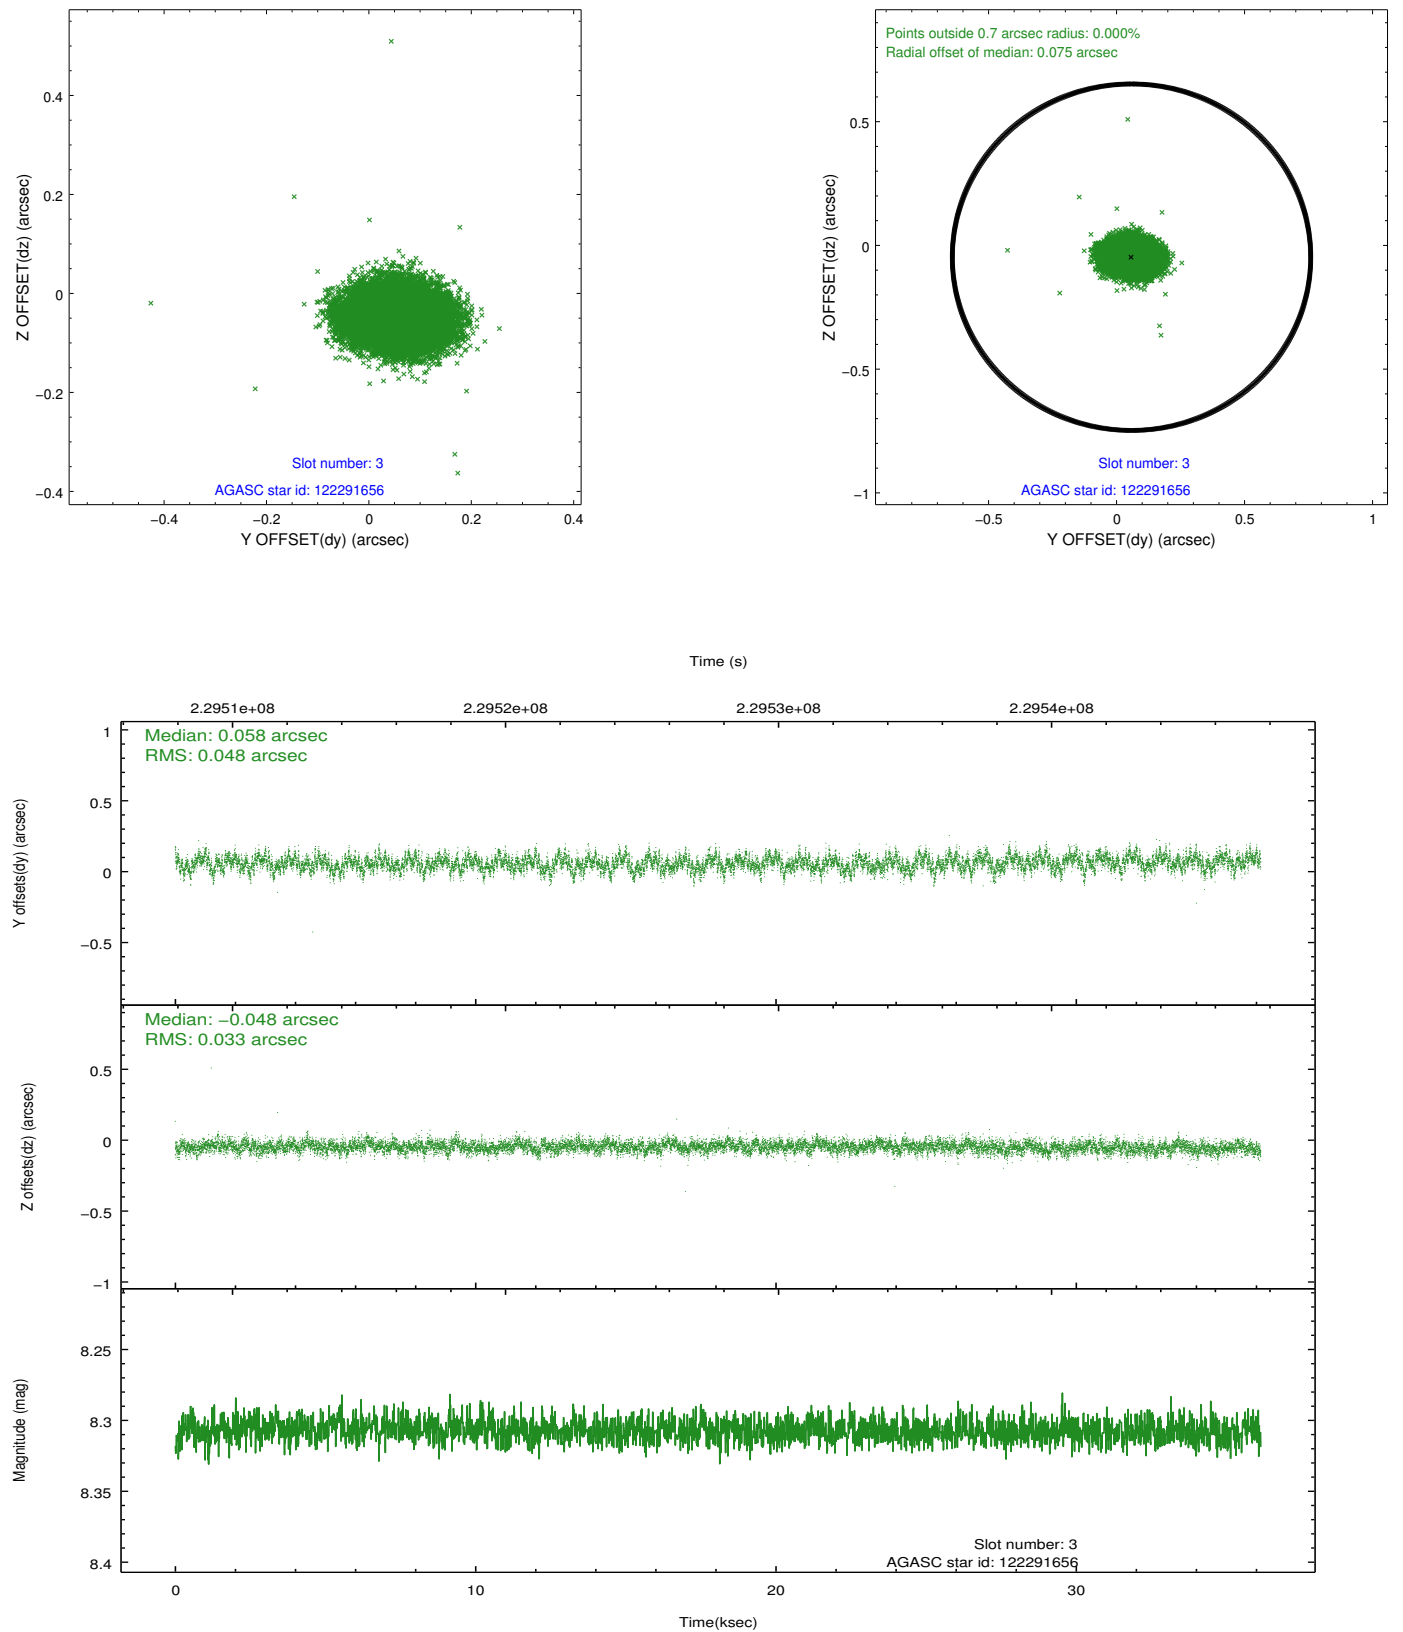 0.4
0.2
0
−0.2
−0.4
Z OFFSET(dz) (arcsec)
Slot number: 3
AGASC star id: 122291656
−0.4 −0.2 0 0.2 0.4
Y OFFSET(dy) (arcsec)
Points outside 0.7 arcsec radius: 0.000%
Radial offset of median: 0.075 arcsec
0.5
0
−0.5
−1
Z OFFSET(dz) (arcsec)
Slot number: 3
AGASC star id: 122291656
−0.5 0 0.5 1
Y OFFSET(dy) (arcsec)
Time (s)
2.2951e+08 2.2952e+08 2.2953e+08 2.2954e+08
Median: 0.058 arcsec
RMS: 0.048 arcsec
1
0.5
0
−0.5
Y offsets(dy) (arcsec)
Median: −0.048 arcsec
RMS: 0.033 arcsec
0.5
0
−0.5
−1
Z offsets(dz) (arcsec)
8.25
8.3
8.35
8.4
Magnitude (mag)
Slot number: 3
AGASC star id: 122291656
0 10 20 30
Time(ksec)